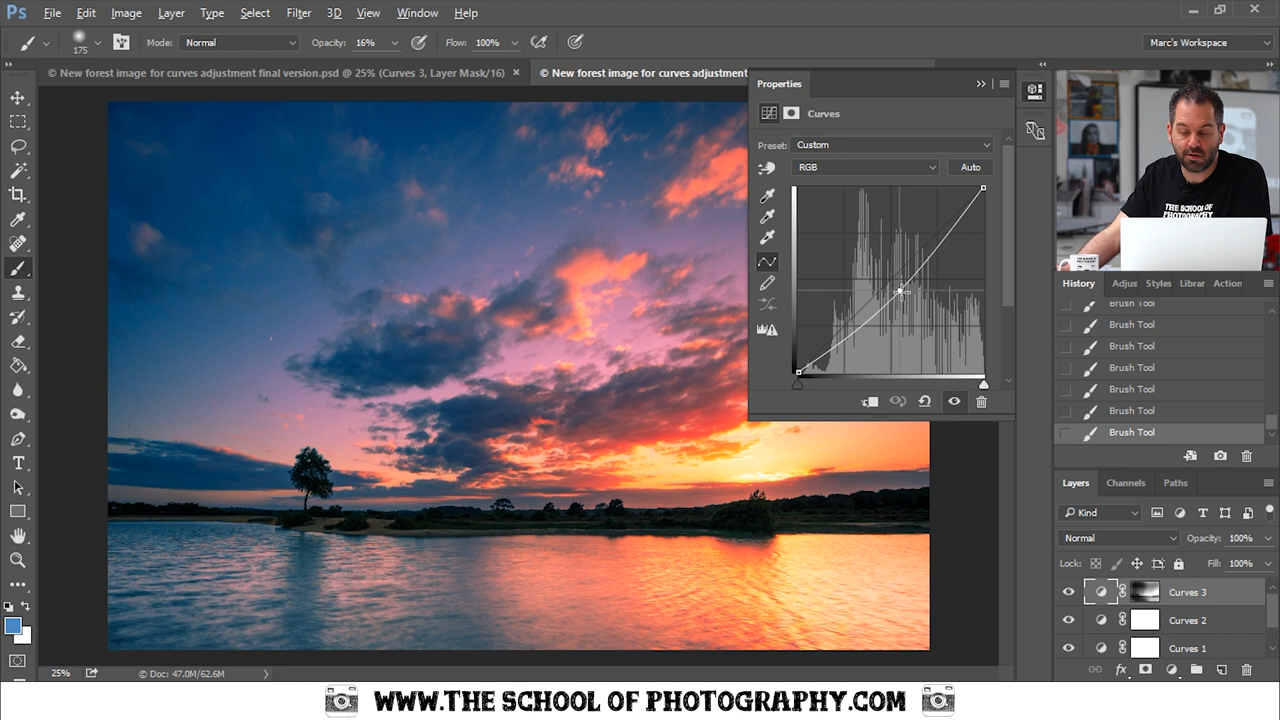 Ps File Edit Image Layer Type Select Filter 3D View Window Help
175 Mode: Normal Opacity: 16% Flow: 100% Marc's Workspace
© New forest image for curves adjustment final version.psd @ 25% (Curves 3, Layer Mask/16) × © New forest image for curves adjustment
Properties
Curves
Preset: Custom
RGB Auto
THE SCHOOL OF
PHOTOGRAPHY
History Adjus Styles Librar Action
Brush Tool
Brush Tool
Brush Tool
Brush Tool
Brush Tool
Brush Tool
Brush Tool
Layers Channels Paths
Kind
Normal Opacity: 100%
Lock: Fill: 100%
Curves 3
Curves 2
Curves 1
25% © Doc: 47.0M/62.6M
WWW.THE SCHOOL OF PHOTOGRAPHY.COM